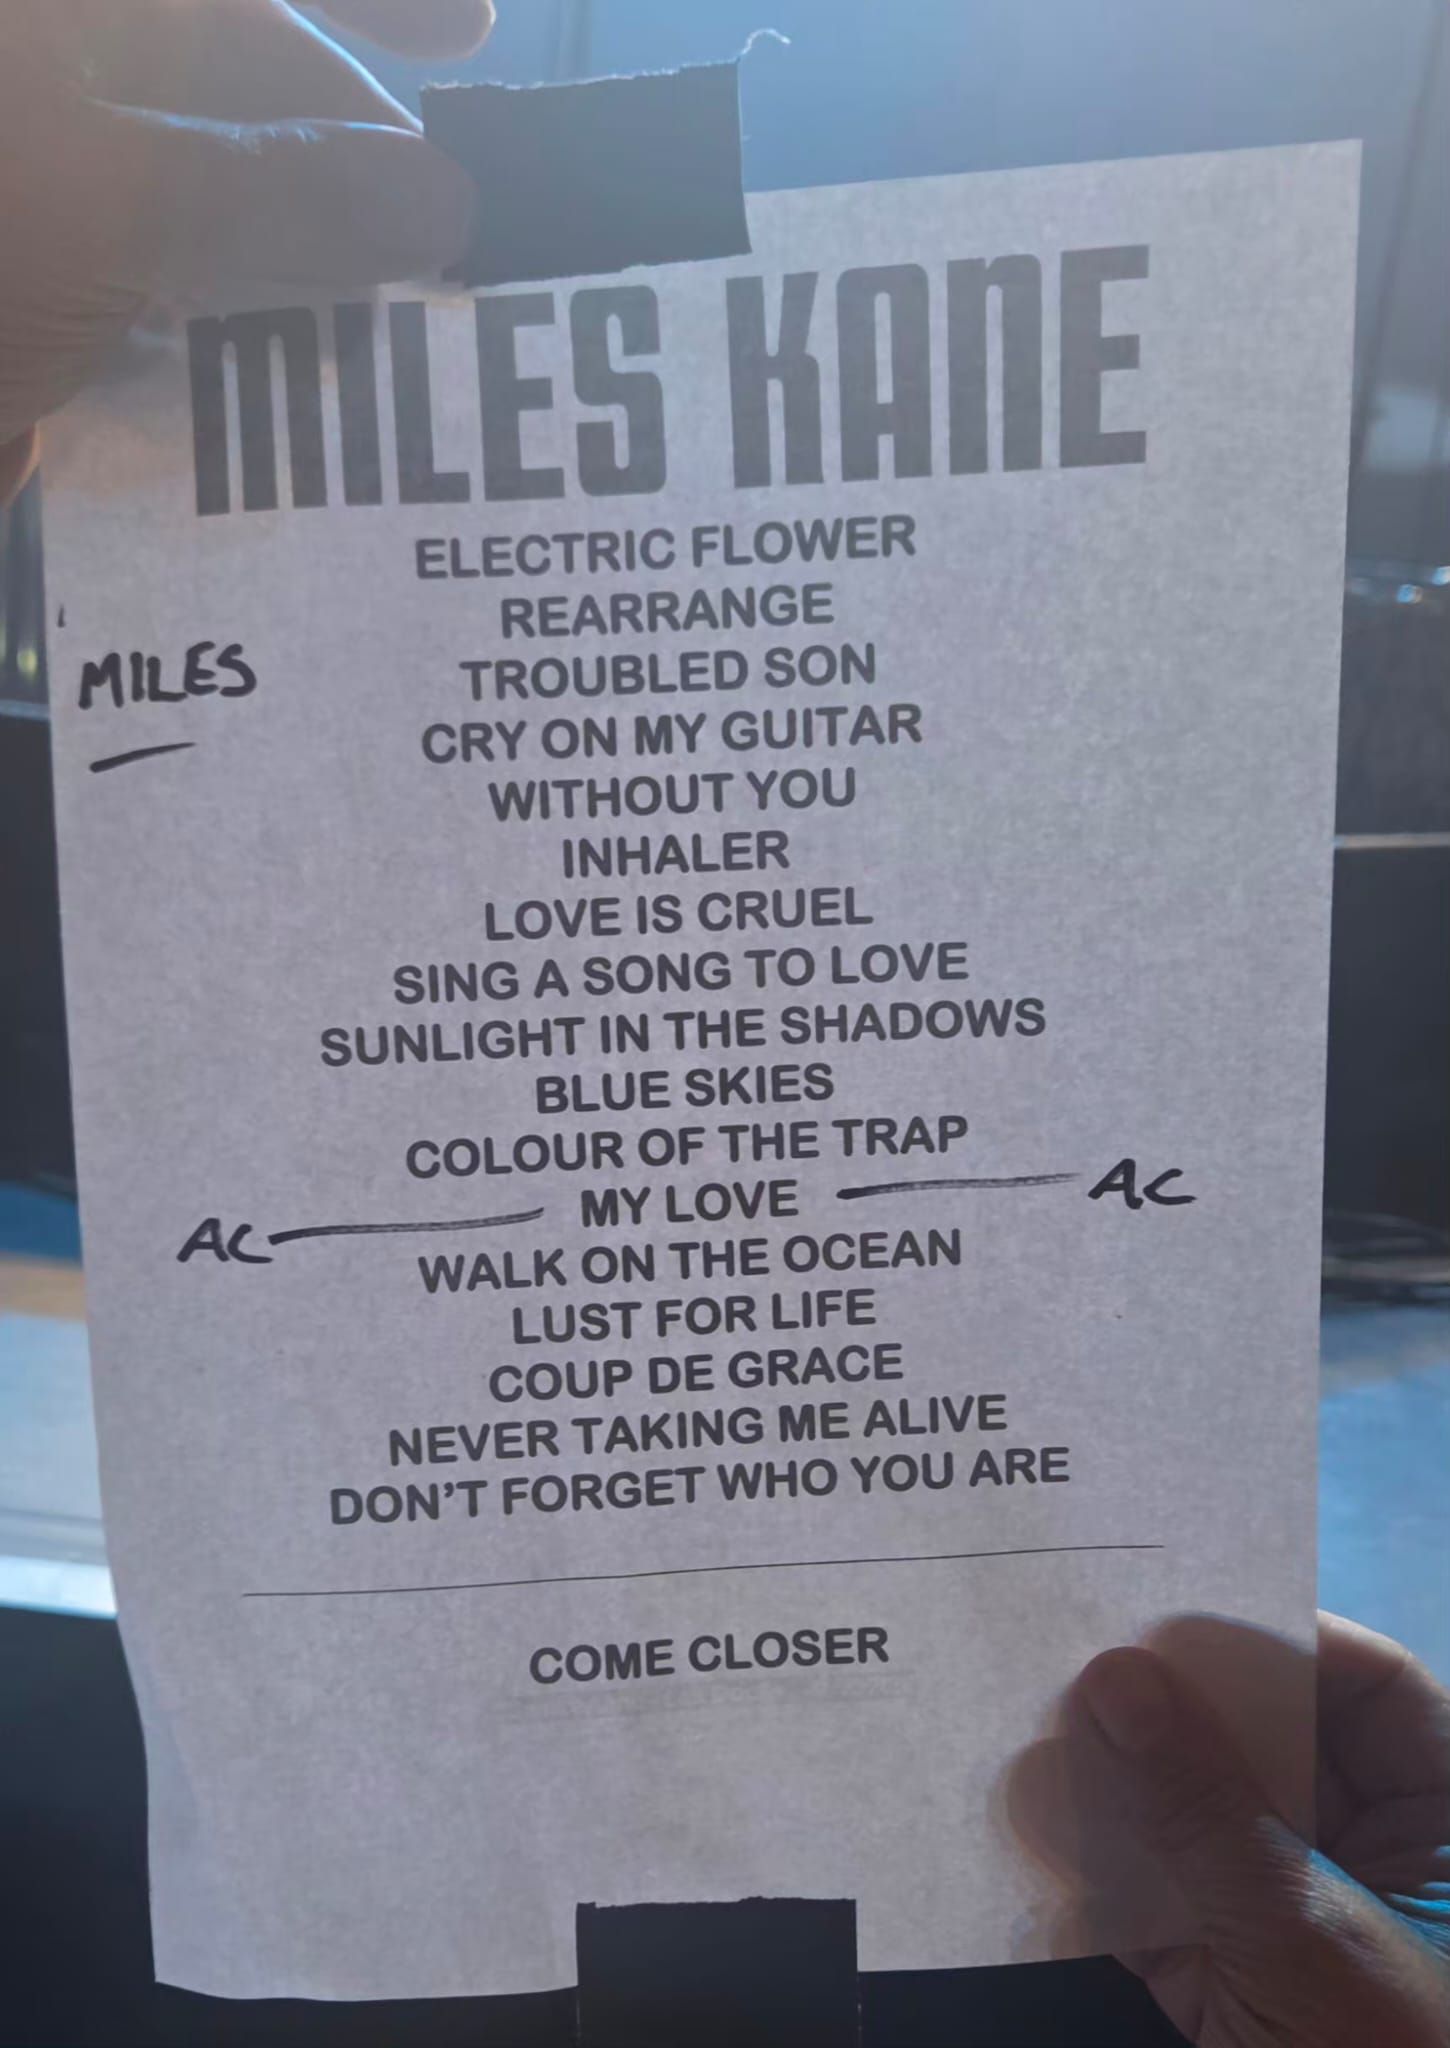 MILES KANE
ELECTRIC FLOWER
REARRANGE
MILES
TROUBLED SON
CRY ON MY GUITAR
WITHOUT YOU
INHALER
LOVE IS CRUEL
SING A SONG TO LOVE
SUNLIGHT IN THE SHADOWS
BLUE SKIES
COLOUR OF THE TRAP
AC MY LOVE AC
WALK ON THE OCEAN
LUST FOR LIFE
COUP DE GRACE
NEVER TAKING ME ALIVE
DON'T FORGET WHO YOU ARE
COME CLOSER